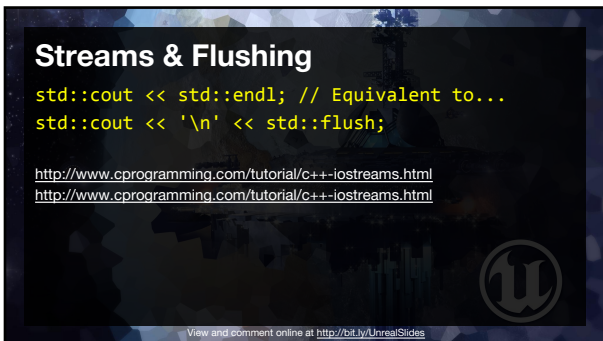 Streams & Flushing
std::cout << std::endl; // Equivalent to...
std::cout << '\n' << std::flush;
http://www.cprogramming.com/tutorial/c++-iostreams.html
http://www.cprogramming.com/tutorial/c++-iostreams.html
View and comment online at http://bit.ly/UnrealSlides